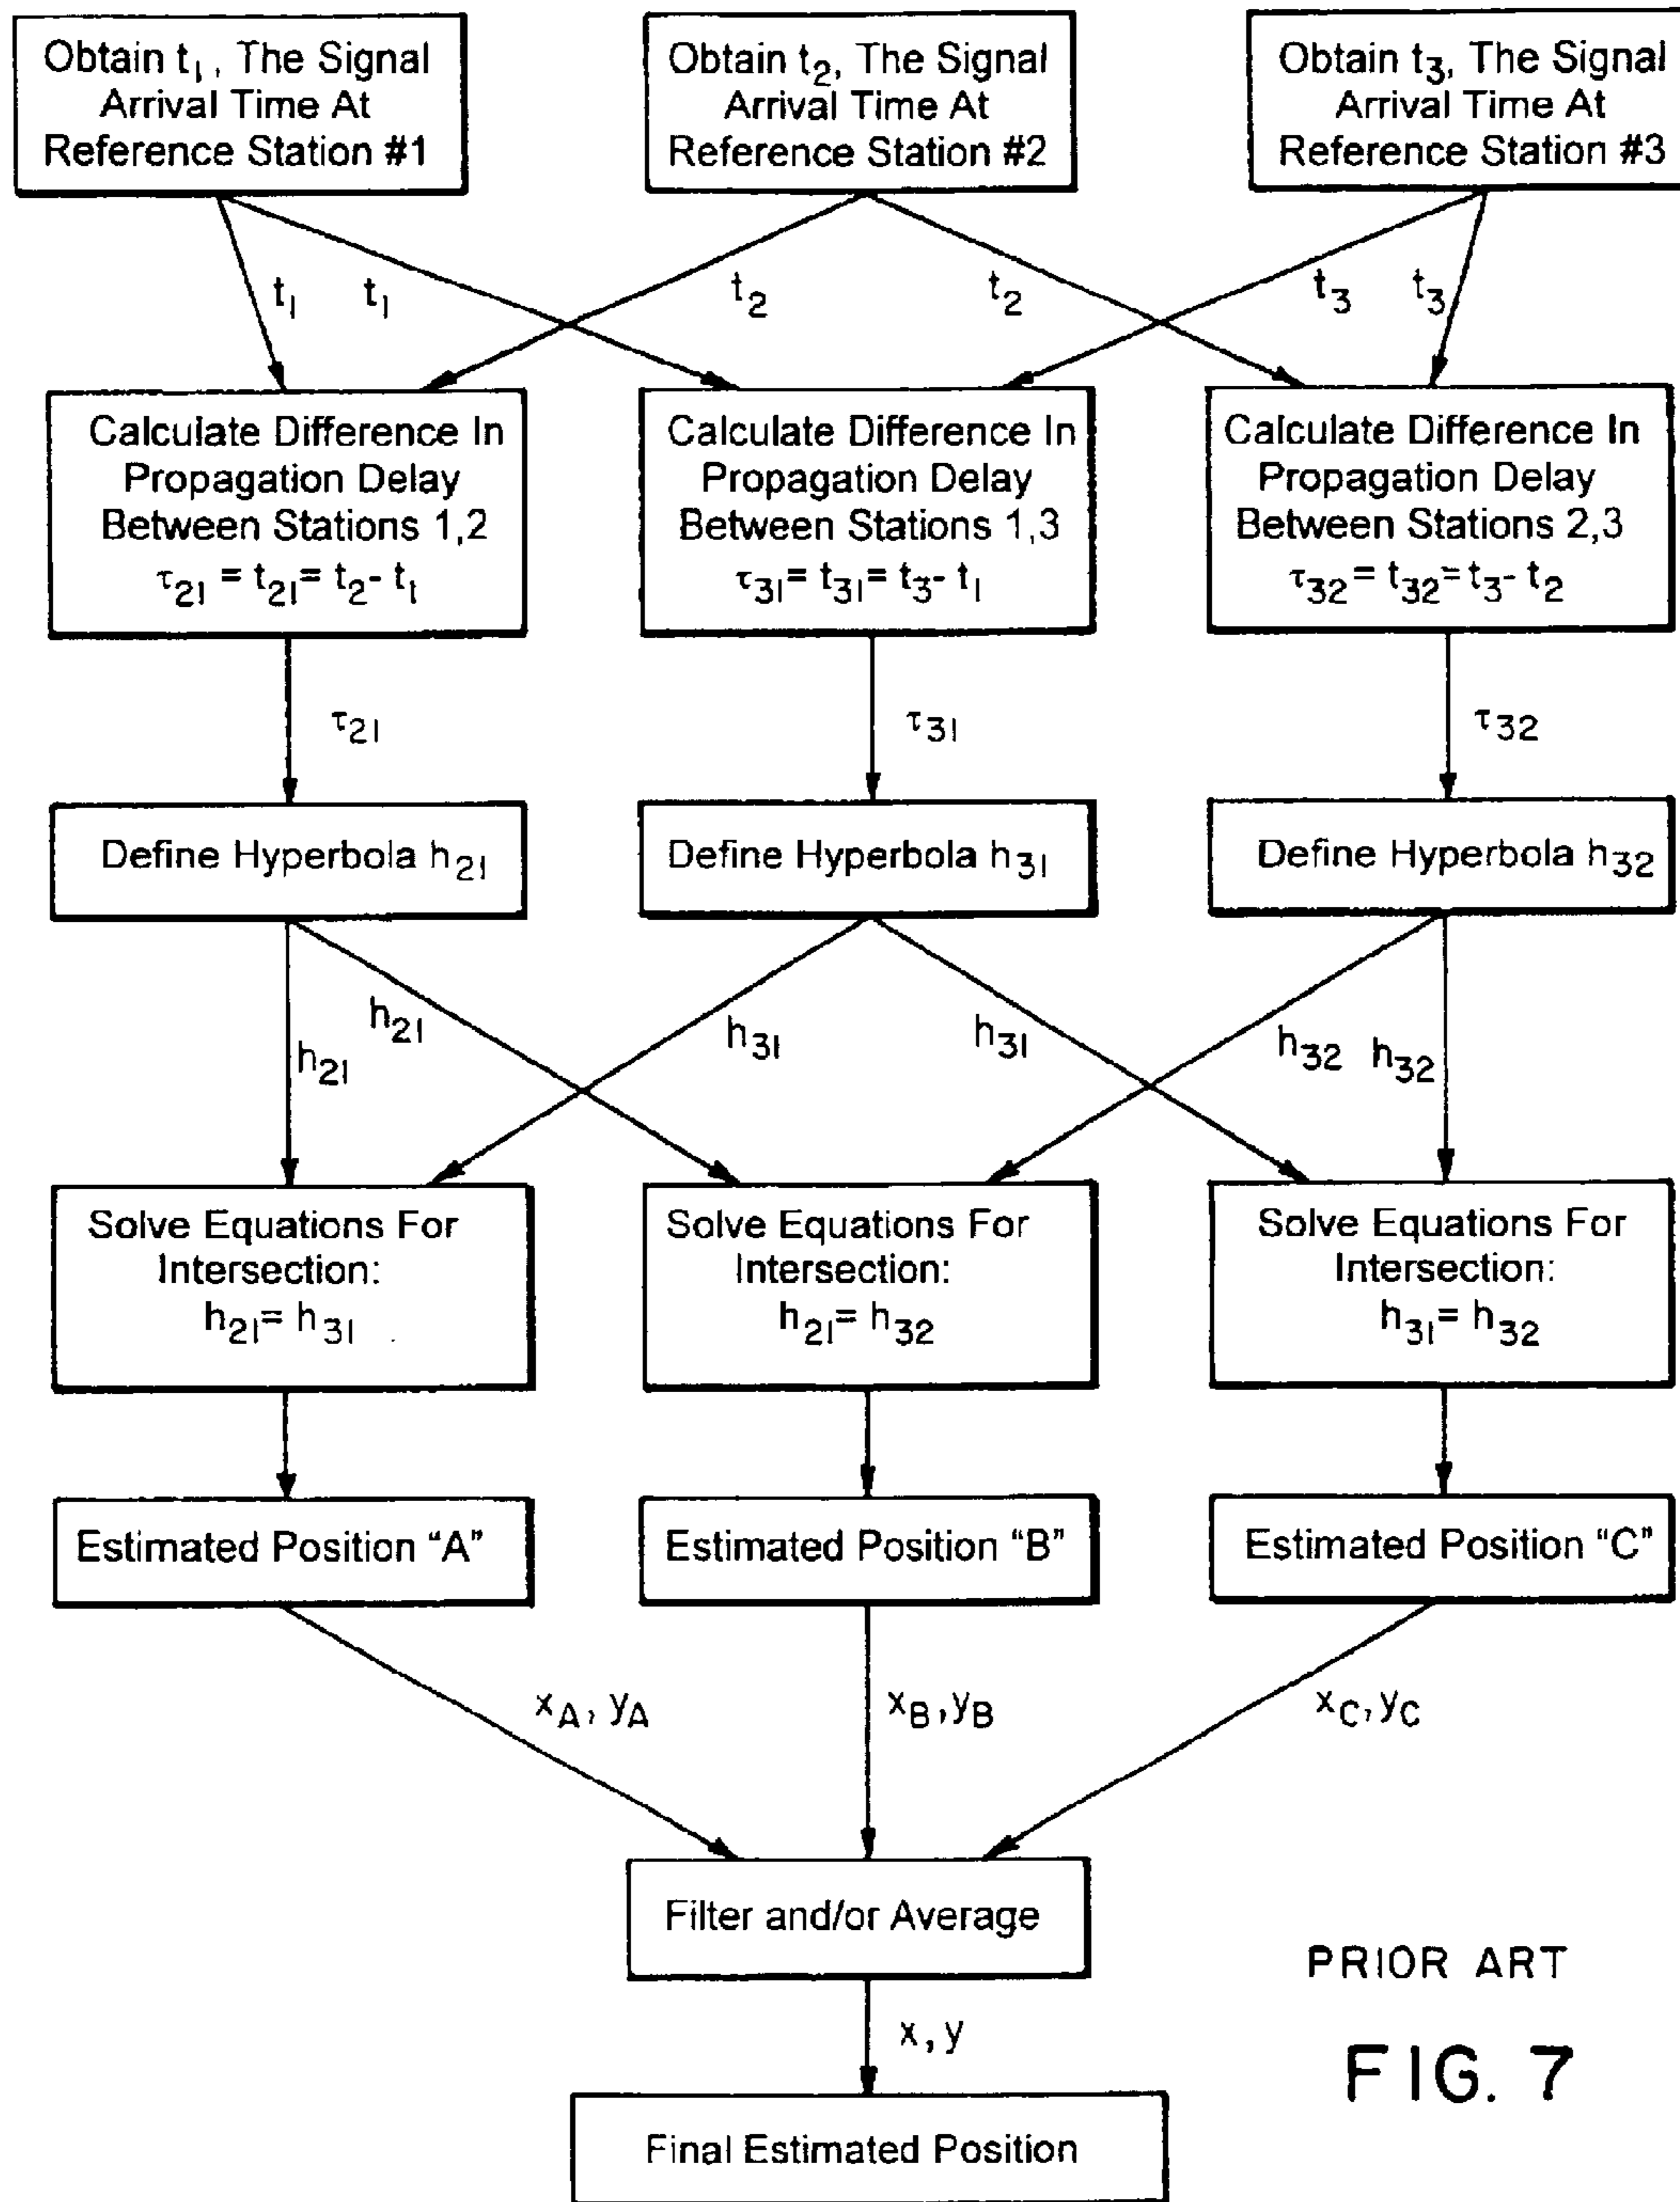 Obtain t₁, The Signal
Arrival Time At
Reference Station #1
Obtain t₂, The Signal
Arrival Time At
Reference Station #2
Obtain t₃, The Signal
Arrival Time At
Reference Station #3
t₁
t₁
t₂
t₂
t₃
t₃
Calculate Difference In
Propagation Delay
Between Stations 1,2
τ₂₁ = t₂₁ = t₂ - t₁
Calculate Difference In
Propagation Delay
Between Stations 1,3
τ₃₁ = t₃₁ = t₃ - t₁
Calculate Difference In
Propagation Delay
Between Stations 2,3
τ₃₂ = t₃₂ = t₃ - t₂
τ₂₁
τ₃₁
τ₃₂
Define Hyperbola h₂₁
Define Hyperbola h₃₁
Define Hyperbola h₃₂
h₂₁
h₂₁
h₃₁
h₃₁
h₃₂
h₃₂
Solve Equations For
Intersection:
h₂₁ = h₃₁
Solve Equations For
Intersection:
h₂₁ = h₃₂
Solve Equations For
Intersection:
h₃₁ = h₃₂
Estimated Position “A”
Estimated Position “B”
Estimated Position “C”
x_A, y_A
x_B, y_B
x_C, y_C
Filter and/or Average
x, y
Final Estimated Position
PRIOR ART
FIG. 7